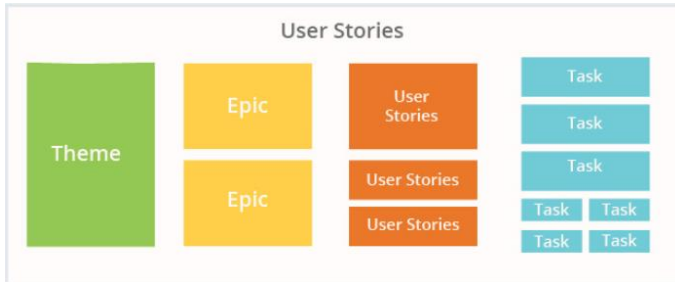 User Stories
Theme
Epic
Epic
User
Stories
User Stories
User Stories
Task
Task
Task
Task Task
Task Task